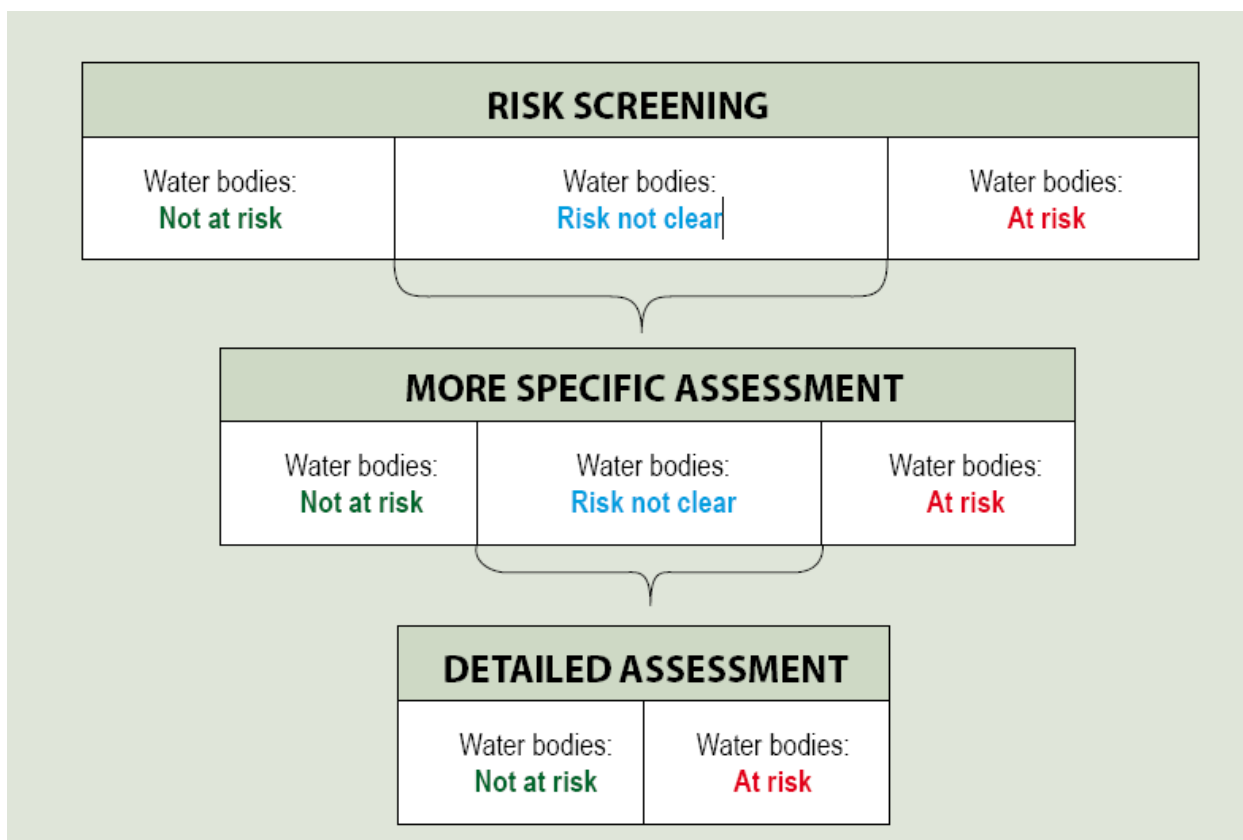 RISK SCREENING
Water bodies:
Not at risk
Water bodies:
Risk not clear
Water bodies:
At risk
MORE SPECIFIC ASSESSMENT
Water bodies:
Not at risk
Water bodies:
Risk not clear
Water bodies:
At risk
DETAILED ASSESSMENT
Water bodies:
Not at risk
Water bodies:
At risk